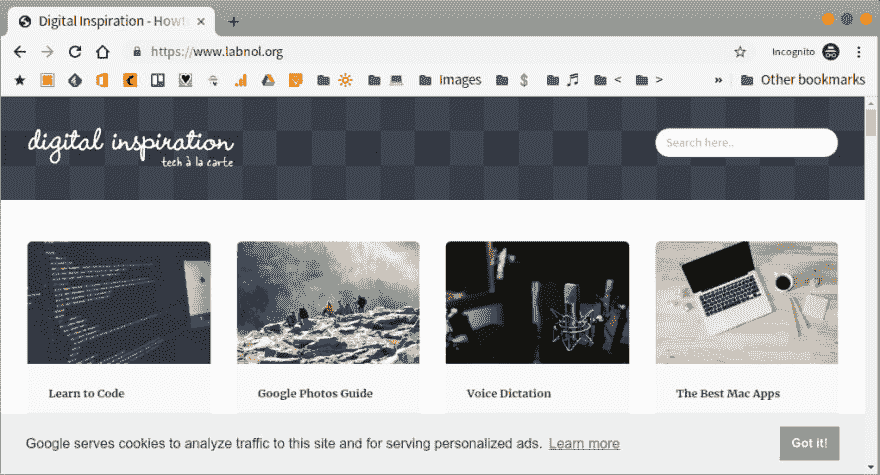 Digital Inspiration - Howt
https://www.labnol.org
Incognito
Images
$
<
>
»
Other bookmarks
digital inspiration
tech à la carte
Search here..
Learn to Code
Google Photos Guide
Voice Dictation
The Best Mac Apps
Google serves cookies to analyze traffic to this site and for serving personalized ads. Learn more
Got it!